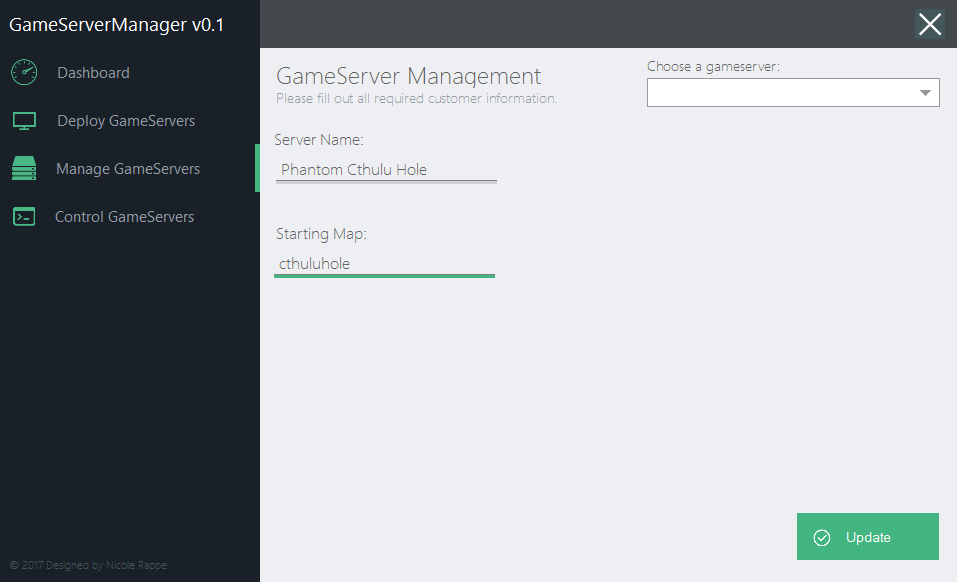 GameServerManager v0.1
Dashboard
Deploy GameServers
Manage GameServers
Control GameServers
© 2017 Designed by Nicole Rappe
GameServer Management
Please fill out all required customer information.
Choose a gameserver:
Server Name:
Phantom Cthulu Hole
Starting Map:
cthuluhole
Update